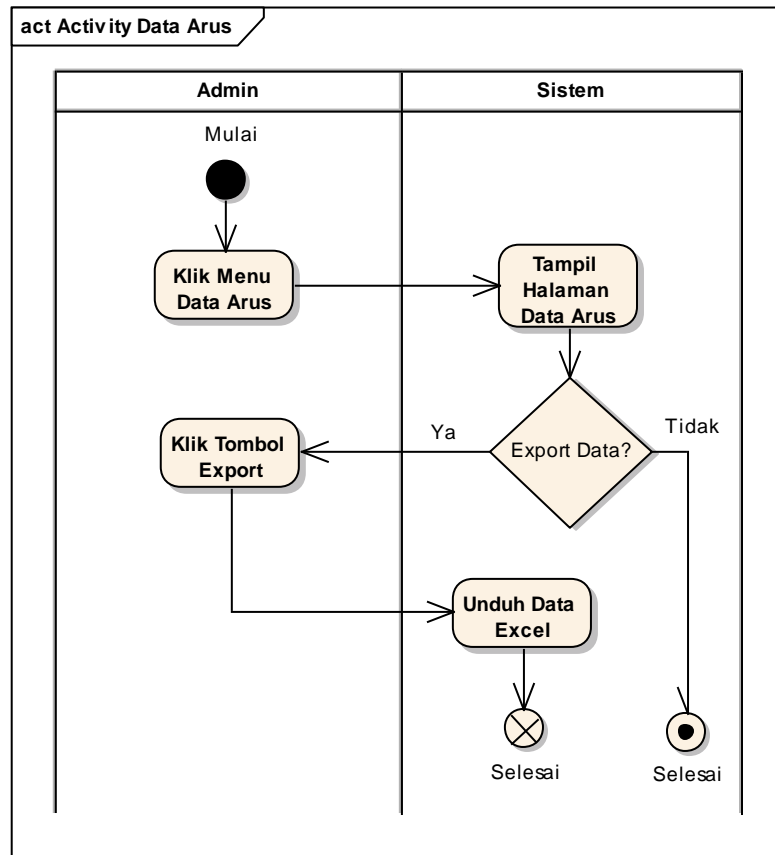 act Activity Data Arus
Admin
Sistem
Mulai
Klik Menu
Data Arus
Tampil
Halaman
Data Arus
Export Data?
Ya
Tidak
Klik Tombol
Export
Unduh Data
Excel
Selesai
Selesai